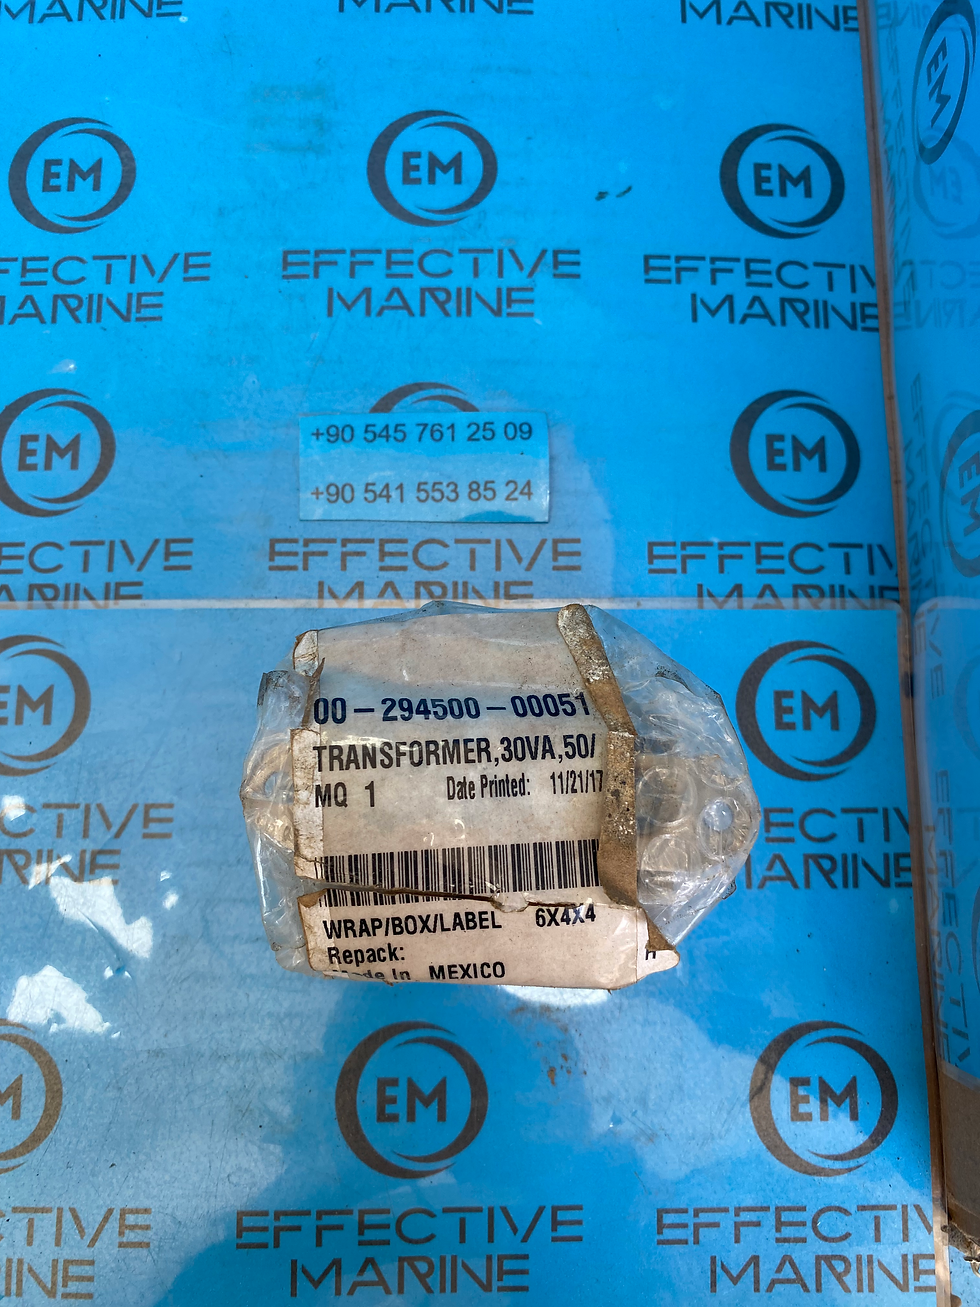 MARINE
MARINE
MARINE
EM
EM
EM
EM
EFFECTIVE
MARINE
EFFECTIVE
MARINE
EFFECTIVE
MARINE
+90 545 761 25 09
+90 541 553 85 24
EM
EM
EFFECTIVE
MARINE
EFFECTIVE
MARINE
EFFECTIVE
MARINE
00-294500-00051
TRANSFORMER,30VA,50/
MQ 1 Date Printed: 11/21/17
WRAP/BOX/LABEL 6X4X4
Repack:
Made In MEXICO
EM
EM
EM
EM
EFFECTIVE
MARINE
EFFECTIVE
MARINE